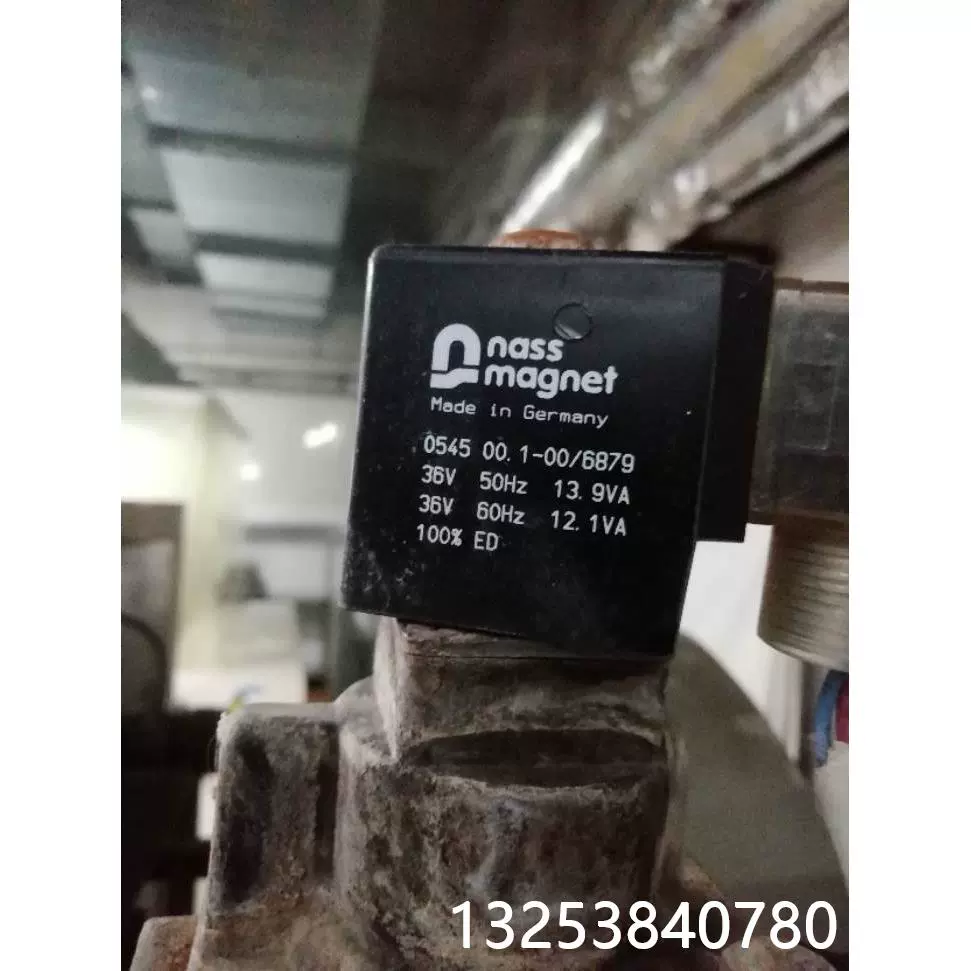 nass
magnet
Made in Germany
0545 00.1-00/6879
36V 50Hz 13.9VA
36V 60Hz 12.1VA
100% ED
13253840780